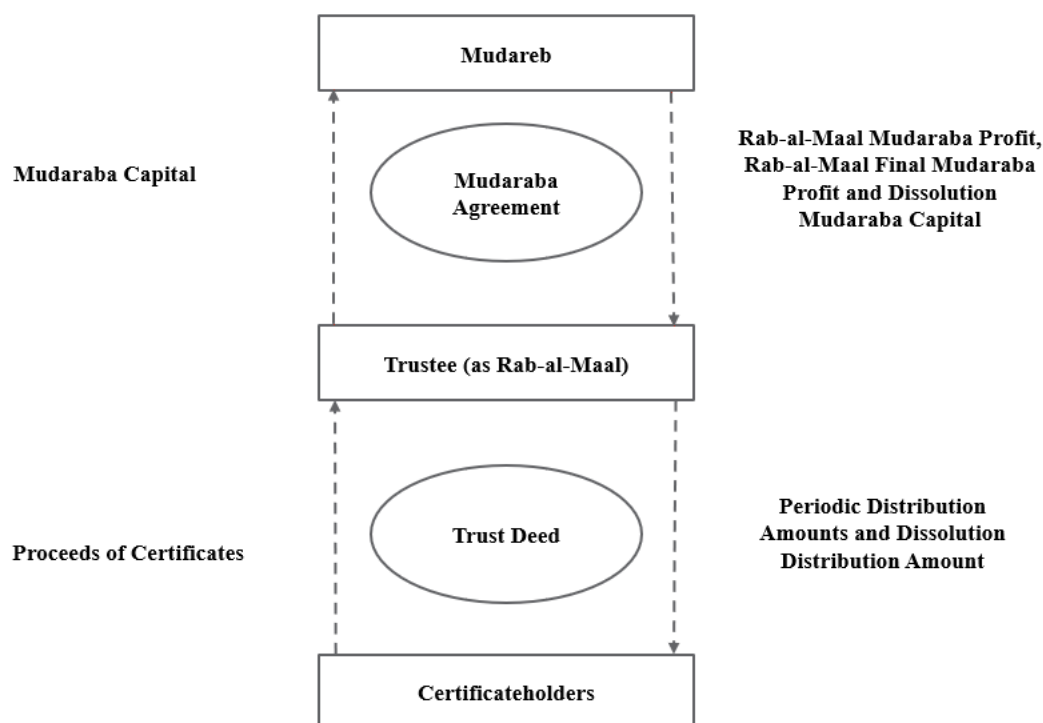 Mudareb
Mudaraba Capital
Mudaraba
Agreement
Rab-al-Maal Mudaraba Profit,
Rab-al-Maal Final Mudaraba
Profit and Dissolution
Mudaraba Capital
Trustee (as Rab-al-Maal)
Proceeds of Certificates
Trust Deed
Periodic Distribution
Amounts and Dissolution
Distribution Amount
Certificateholders